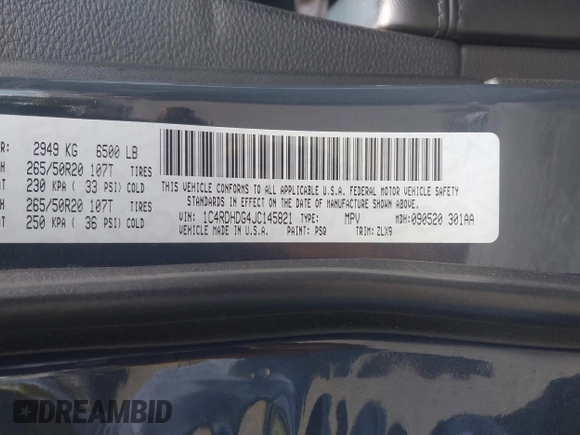 R: 2949 KG 6500 LB
H 265/50R20 107T TIRES
T 230 KPA ( 33 PSI) COLD
H 265/50R20 107T TIRES
T 250 KPA ( 36 PSI) COLD
THIS VEHICLE CONFORMS TO ALL APPLICABLE U.S.A. FEDERAL MOTOR VEHICLE SAFETY
STANDARDS IN EFFECT ON THE DATE OF MANUFACTURE SHOWN ABOVE.
VIN: 1C4RDHDG4JC145821 TYPE: MPV MDH: 090520 301AA
MADE IN U.S.A. PAINT: PSQ TRIM: ZLX9
DREAMBID